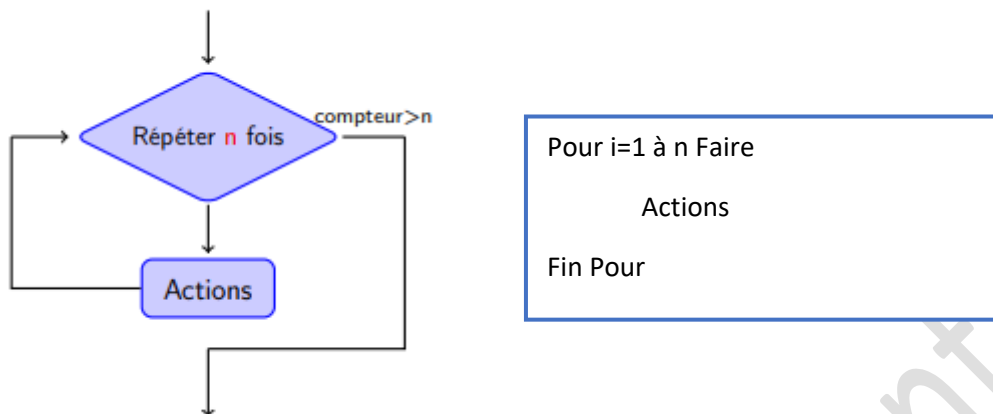 compteur>n
Répéter n fois
Actions
Pour i=1 à n Faire
Actions
Fin Pour